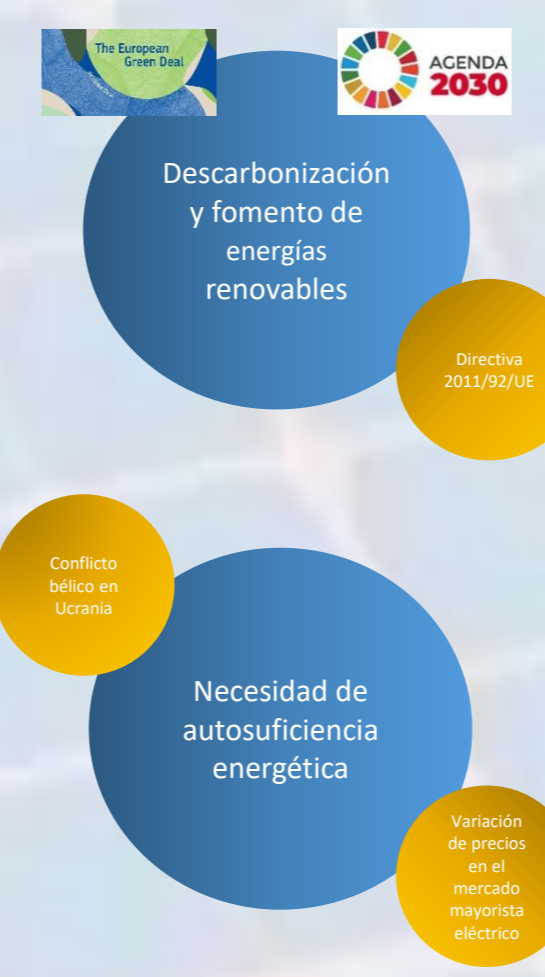 The European
Green Deal
AGENDA
2030
Descarbonización
y fomento de
energías
renovables
Directiva
2011/92/UE
Conflicto
bélico en
Ucrania
Necesidad de
autosuficiencia
energética
Variación
de precios
en el
mercado
mayorista
eléctrico